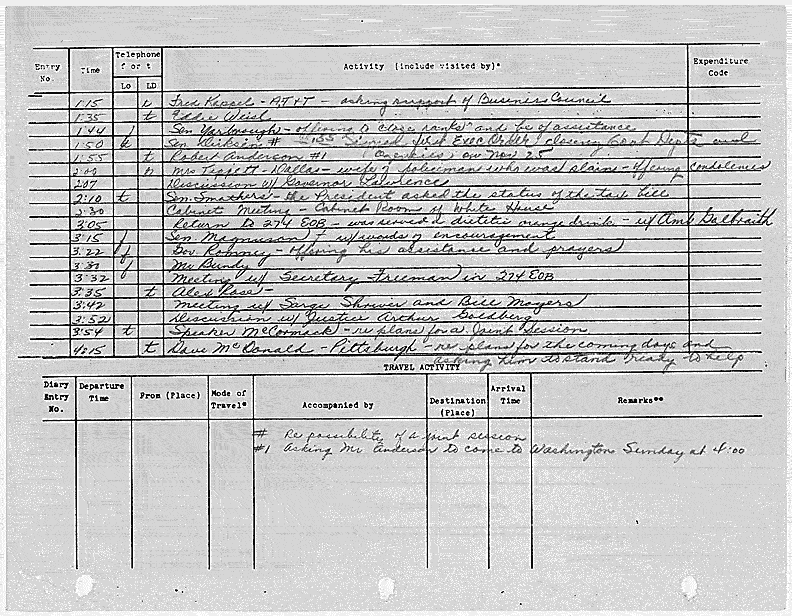 Entry No. Time Telephone f or t Lo LD Activity (include visited by)* Expenditure Code
1:15 t Fred Kappel - AT&T - asking support of Business Council
1:35 t Eddie Weisl
1:44 f Sen Yarborough - offering to "close ranks" and be of assistance
1:50 t Sen Dirksen # 1:55 Signed first Exec Order closing Govt Depts and
1:55 t Robert Anderson #1 (agencies) on Nov 25
2:00 Mrs Tippett - Dallas - wife of policeman who was slain - offering condolences
2:07 Discussion w/ Governor Lawrence
2:10 t Sen. Smathers - the President asked the status of the tax bill
2:30 Cabinet Meeting - Cabinet Room of White House
3:05 Return to 274 EOB - was served a dietetic orange drink - w/ Amb Galbraith
3:15 f Sen. Magnuson - w/ words of encouragement
3:22 f Gov. Romney - offering his assistance and prayers
3:31 f Mr Bundy
3:32 Meeting w/ Secretary Freeman in 274 EOB
3:35 t Alex Rose -
3:42 Meeting w/ Sarge Shriver and Bill Moyers
3:52 Discussion w/ Justice Arthur Goldberg
3:54 t Speaker McCormack - re plans for a Joint Session
4:15 t Dave McDonald - Pittsburgh - re plans for the coming days and
asking him to stand ready to help
TRAVEL ACTIVITY
Diary Entry No. Departure Time From (Place) Mode of Travel* Accompanied by Destination (Place) Arrival Time Remarks**
# Re possibility of a joint session
#1 Asking Mr Anderson to come to Washington Sunday at 4:00